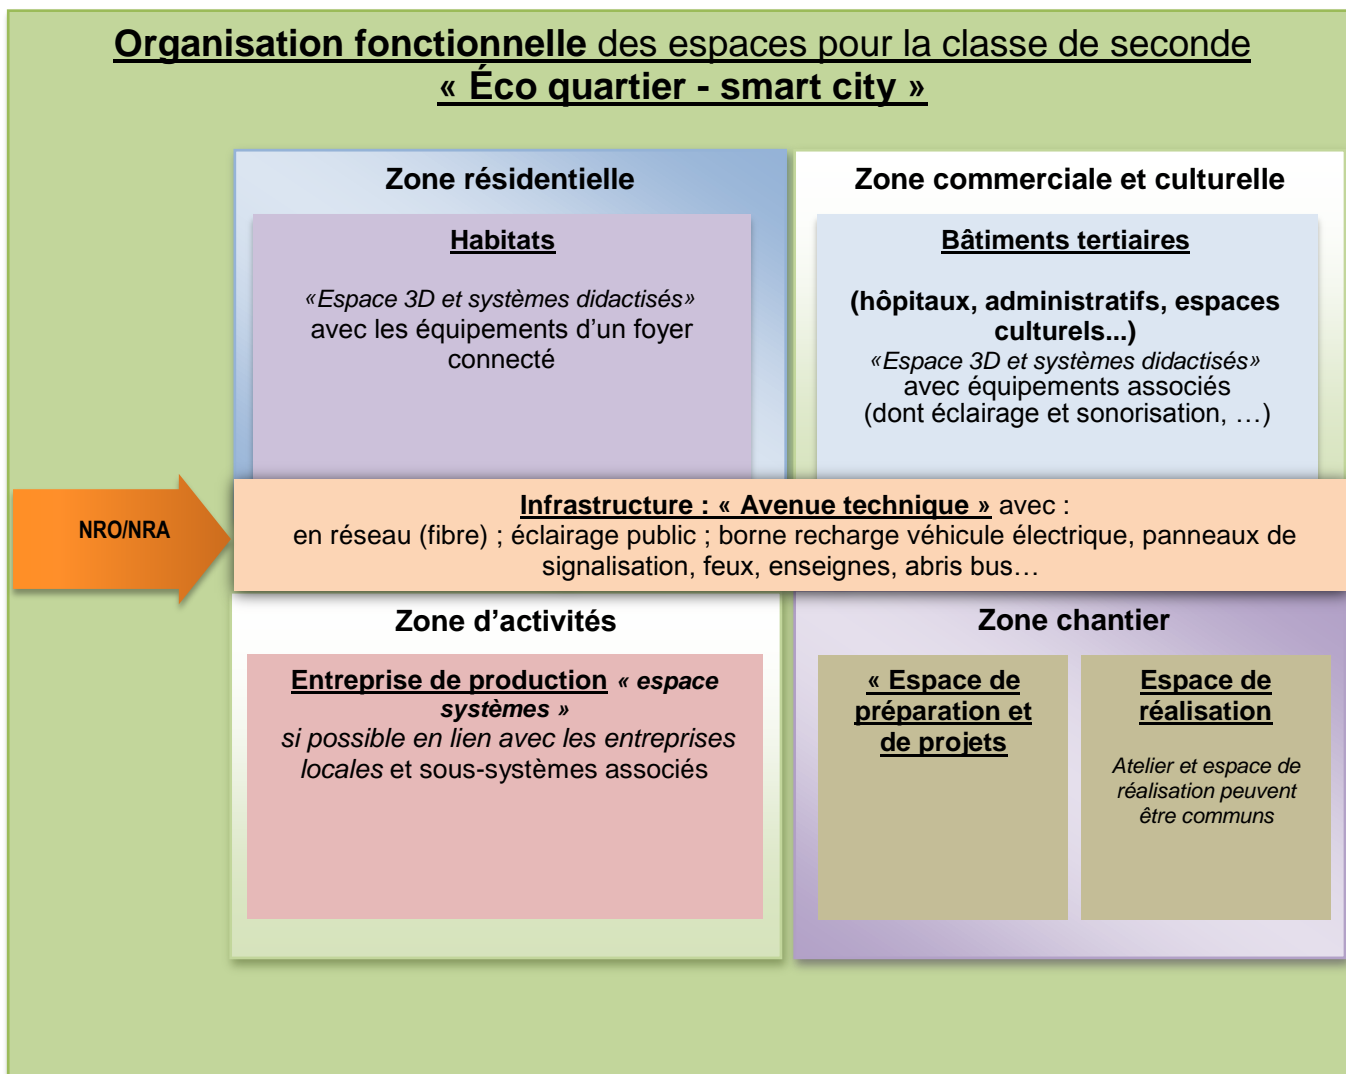 Organisation fonctionnelle des espaces pour la classe de seconde
« Éco quartier - smart city »
Zone résidentielle
Habitats
«Espace 3D et systèmes didactisés»
avec les équipements d’un foyer
connecté
Zone commerciale et culturelle
Bâtiments tertiaires
(hôpitaux, administratifs, espaces
culturels...)
«Espace 3D et systèmes didactisés»
avec équipements associés
(dont éclairage et sonorisation, …)
NRO/NRA
Infrastructure : « Avenue technique » avec :
en réseau (fibre) ; éclairage public ; borne recharge véhicule électrique, panneaux de
signalisation, feux, enseignes, abris bus…
Zone d’activités
Entreprise de production « espace
systèmes »
si possible en lien avec les entreprises
locales et sous-systèmes associés
Zone chantier
« Espace de
préparation et
de projets
Espace de
réalisation
Atelier et espace de
réalisation peuvent
être communs